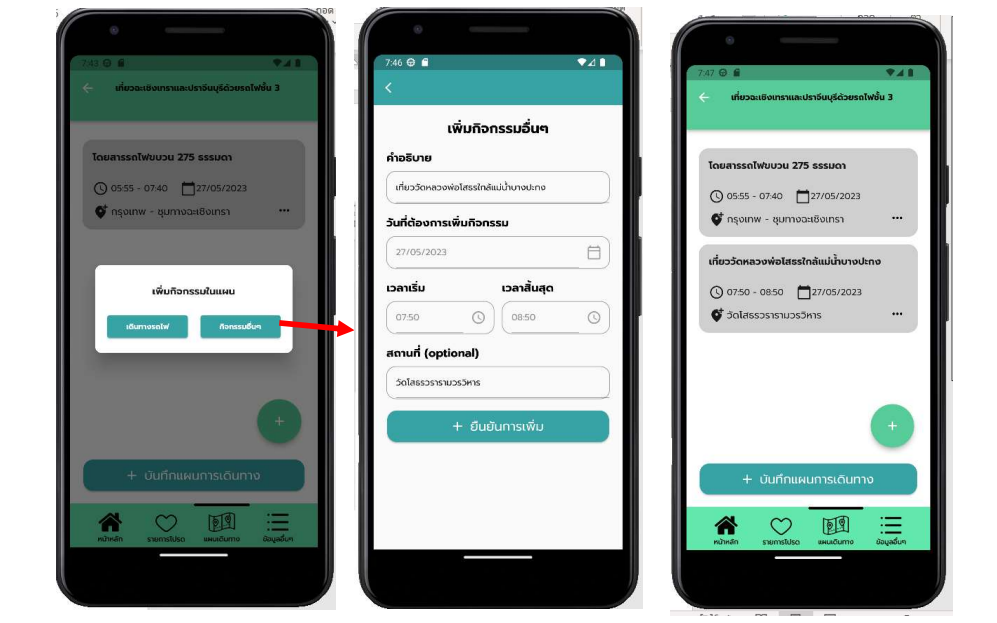 7:43
เที่ยวฉะเชิงเทราและปราจีนบุรีด้วยรถไฟชั้น 3
โดยสารรถไฟขบวน 275 ธรรมดา
05:55 - 07:40 27/05/2023
กรุงเทพ - ชุมทางฉะเชิงเทรา
เพิ่มกิจกรรมในแผน
เดินทางรถไฟ กิจกรรมอื่นๆ
+
+ บันทึกแผนการเดินทาง
หน้าหลัก รายการโปรด แผนเดินทาง ข้อมูลอื่นๆ
7:46
เพิ่มกิจกรรมอื่นๆ
คำอธิบาย
เที่ยววัดหลวงพ่อโสธรใกล้แม่น้ำบางปะกง
วันที่ต้องการเพิ่มกิจกรรม
27/05/2023
เวลาเริ่ม เวลาสิ้นสุด
07:50 08:50
สถานที่ (optional)
วัดโสธรวรารามวรวิหาร
+ ยืนยันการเพิ่ม
7:47
เที่ยวฉะเชิงเทราและปราจีนบุรีด้วยรถไฟชั้น 3
โดยสารรถไฟขบวน 275 ธรรมดา
05:55 - 07:40 27/05/2023
กรุงเทพ - ชุมทางฉะเชิงเทรา
เที่ยววัดหลวงพ่อโสธรใกล้แม่น้ำบางปะกง
07:50 - 08:50 27/05/2023
วัดโสธรวรารามวรวิหาร
+
+ บันทึกแผนการเดินทาง
หน้าหลัก รายการโปรด แผนเดินทาง ข้อมูลอื่นๆ